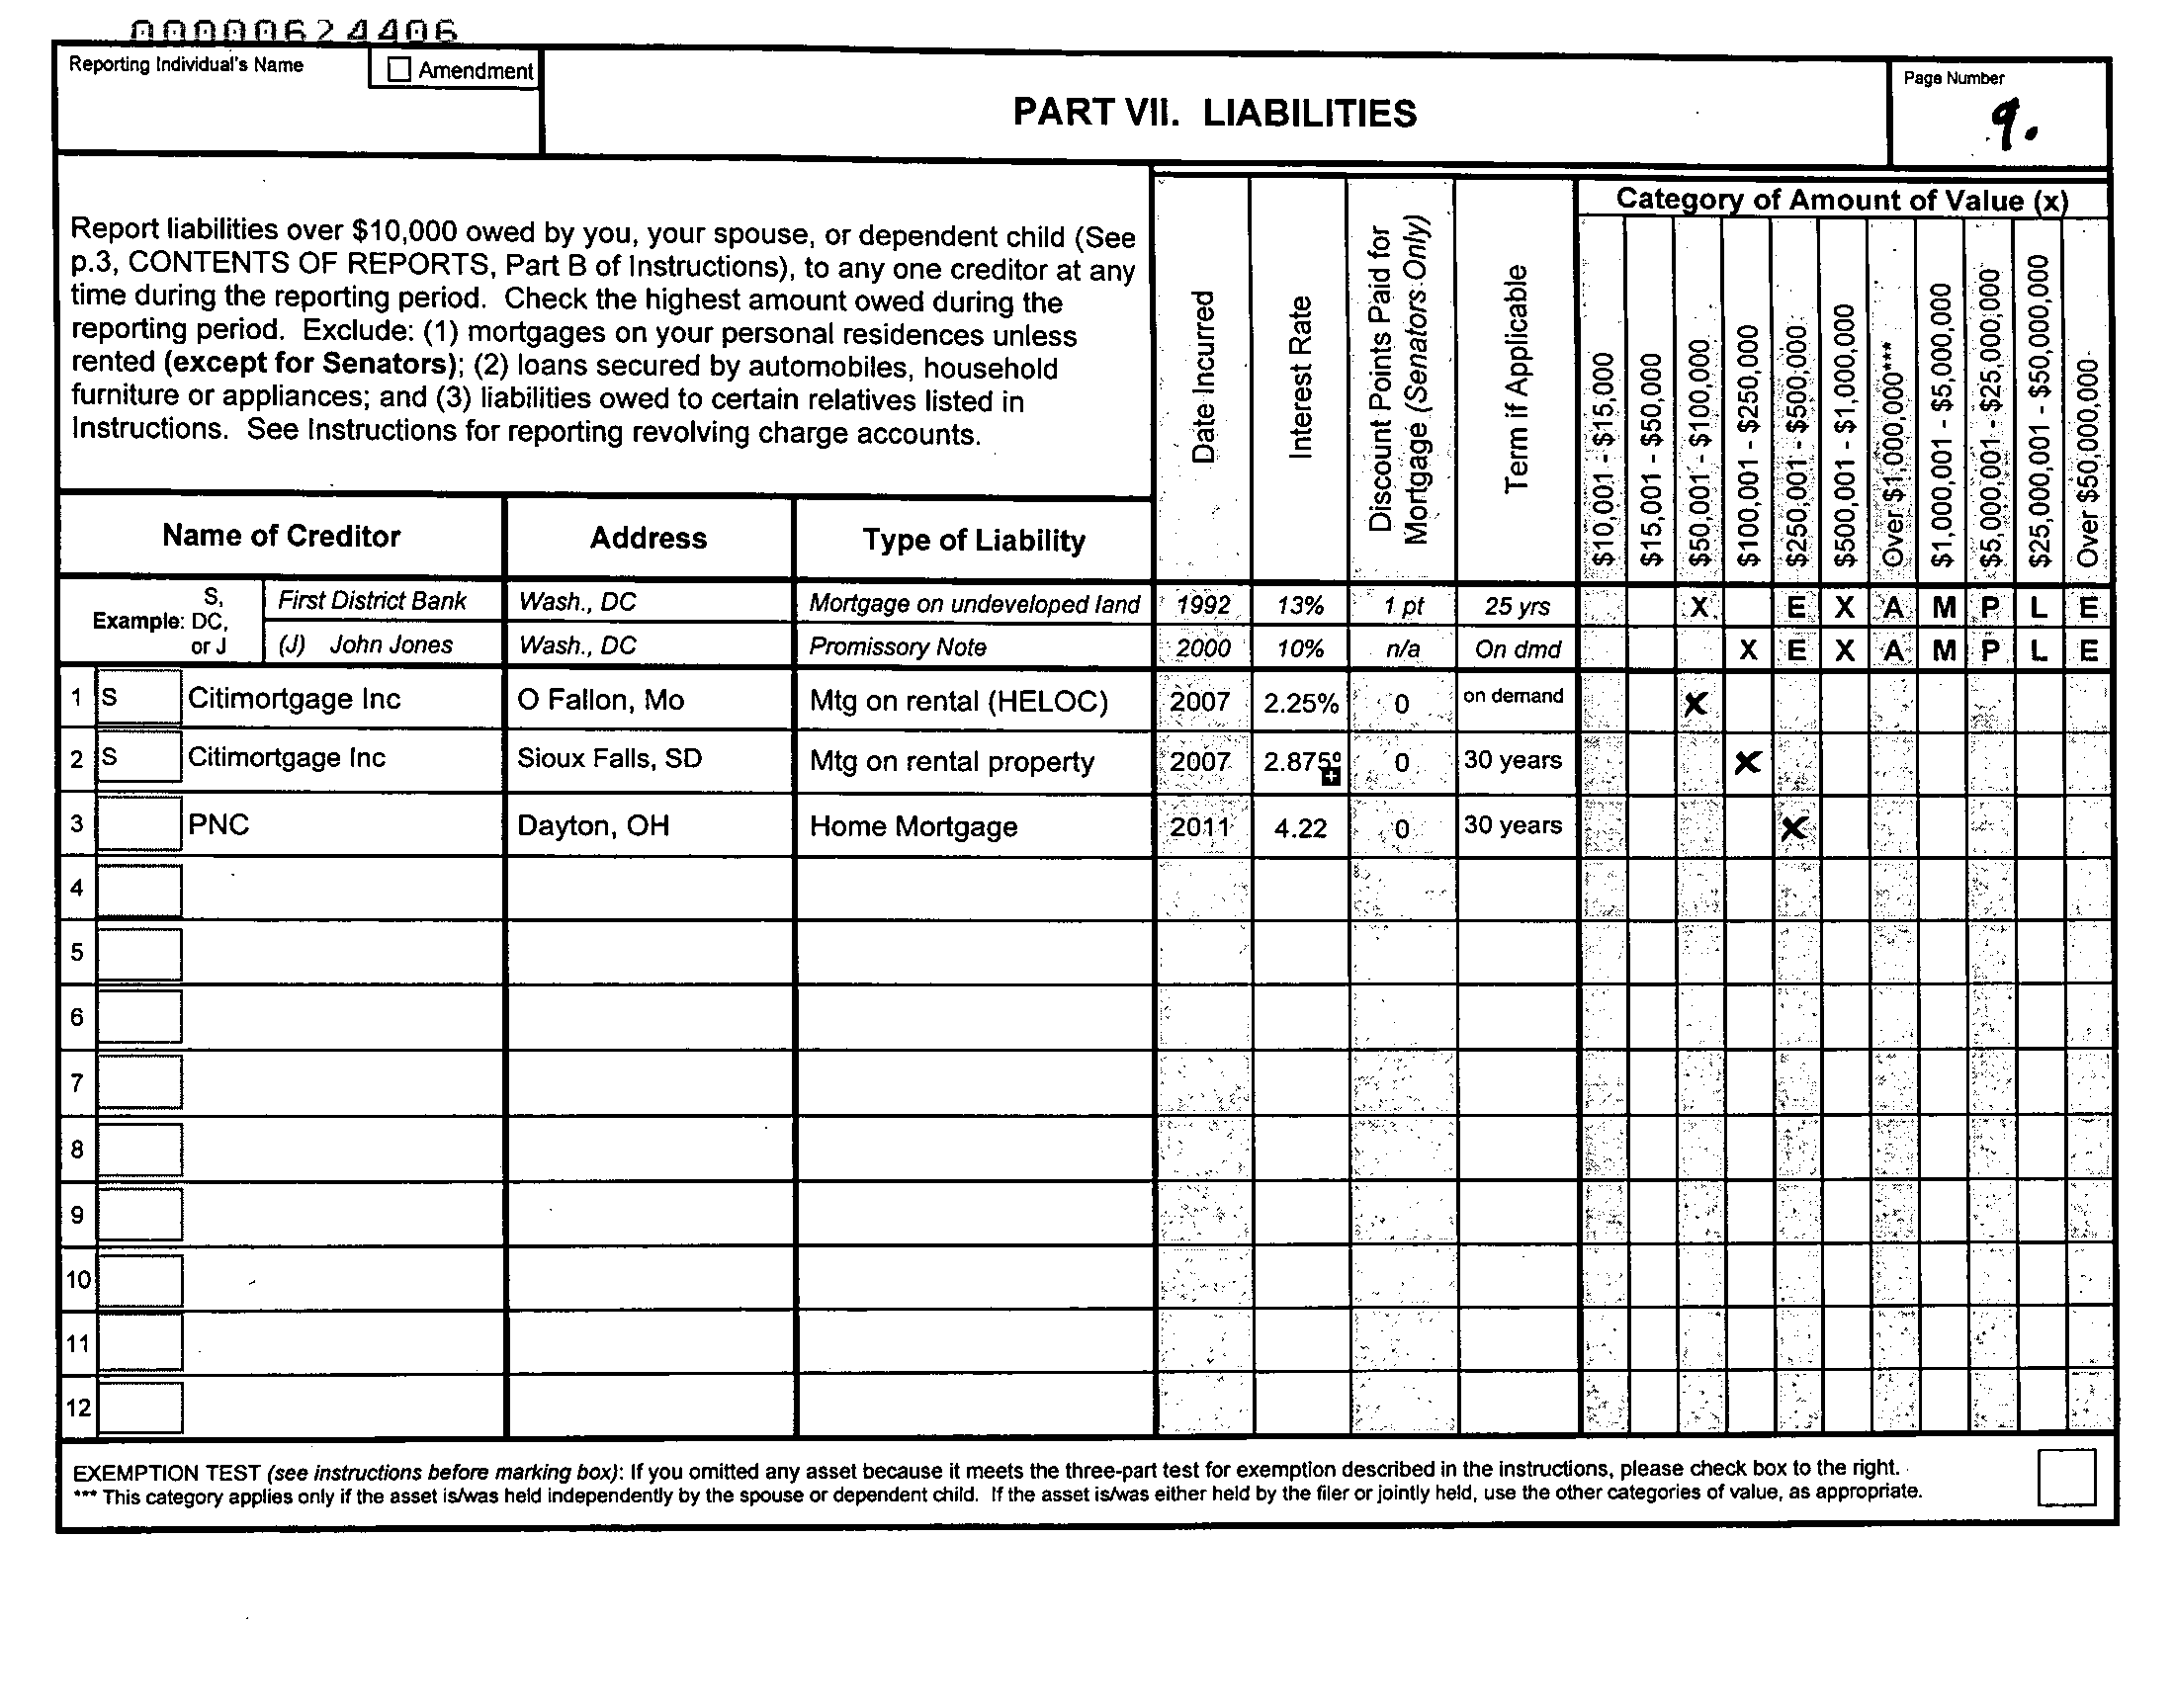 00000624406
Reporting Individual's Name
Amendment
PART VII. LIABILITIES
Page Number
9.
Report liabilities over $10,000 owed by you, your spouse, or dependent child (See
p.3, CONTENTS OF REPORTS, Part B of Instructions), to any one creditor at any
time during the reporting period. Check the highest amount owed during the
reporting period. Exclude: (1) mortgages on your personal residences unless
rented (except for Senators); (2) loans secured by automobiles, household
furniture or appliances; and (3) liabilities owed to certain relatives listed in
Instructions. See Instructions for reporting revolving charge accounts.
Date Incurred
Interest Rate
Discount Points Paid for
Mortgage (Senators Only)
Term if Applicable
Category of Amount of Value (x)
$10,001 - $15,000
$15,001 - $50,000
$50,001 - $100,000
$100,001 - $250,000
$250,001 - $500,000
$500,001 - $1,000,000
Over $1,000,000***
$1,000,001 - $5,000,000
$5,000,001 - $25,000,000
$25,000,001 - $50,000,000
Over $50,000,000
Name of Creditor Address Type of Liability
Example: S, DC, or J
First District Bank Wash., DC Mortgage on undeveloped land 1992 13% 1 pt 25 yrs X E X A M P L E
(J) John Jones Wash., DC Promissory Note 2000 10% n/a On dmd X E X A M P L E
1 S Citimortgage Inc O Fallon, Mo Mtg on rental (HELOC) 2007 2.25% 0 on demand X
2 S Citimortgage Inc Sioux Falls, SD Mtg on rental property 2007 2.875% 0 30 years X
3 PNC Dayton, OH Home Mortgage 2011 4.22 0 30 years X
4
5
6
7
8
9
10
11
12
EXEMPTION TEST (see instructions before marking box): If you omitted any asset because it meets the three-part test for exemption described in the instructions, please check box to the right.
*** This category applies only if the asset is/was held independently by the spouse or dependent child. If the asset is/was either held by the filer or jointly held, use the other categories of value, as appropriate.